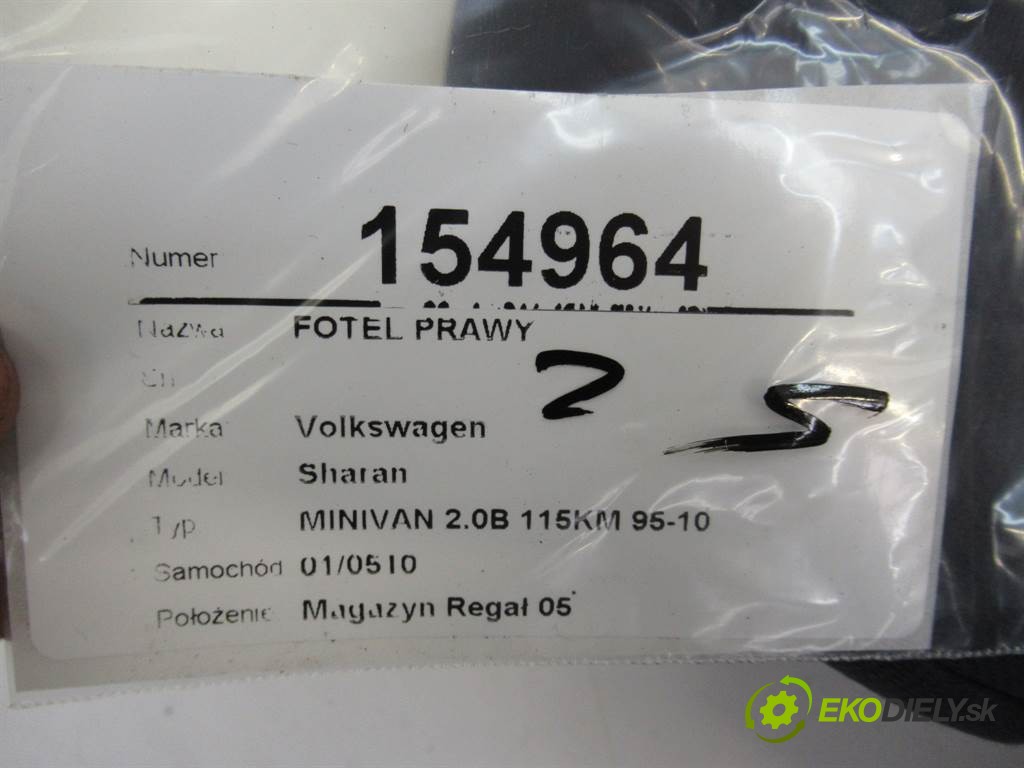 Numer 154964
Nazwa FOTEL PRAWY
2 5
Marka Volkswagen
Model Sharan
Typ MINIVAN 2.0B 115KM 95-10
Samochód 01/0510
Położenie Magazyn Regał 05
EKODIELY.sk